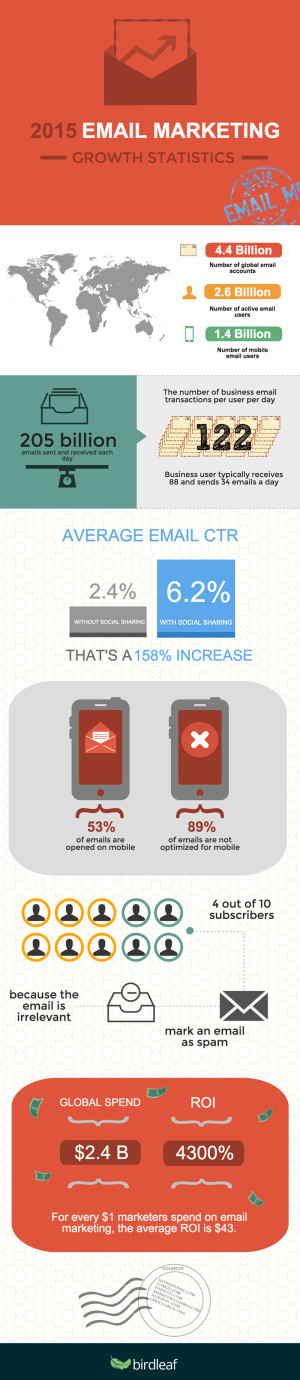 2015 EMAIL MARKETING
GROWTH STATISTICS
EMAIL
4.4 Billion
Number of global email
accounts
2.6 Billion
Number of active email
users
1.4 Billion
Number of mobile
email users
205 billion
emails sent and received each
day
The number of business email
transactions per user per day
122
Business user typically receives
88 and sends 34 emails a day
AVERAGE EMAIL CTR
2.4%
WITHOUT SOCIAL SHARING
6.2%
WITH SOCIAL SHARING
THAT'S A 158% INCREASE
53%
of emails are
opened on mobile
89%
of emails are not
optimized for mobile
4 out of 10
subscribers
mark an email
as spam
because the
email is
irrelevant
GLOBAL SPEND
$2.4 B
ROI
4300%
For every $1 marketers spend on email
marketing, the average ROI is $43.
SOURCES
birdleaf